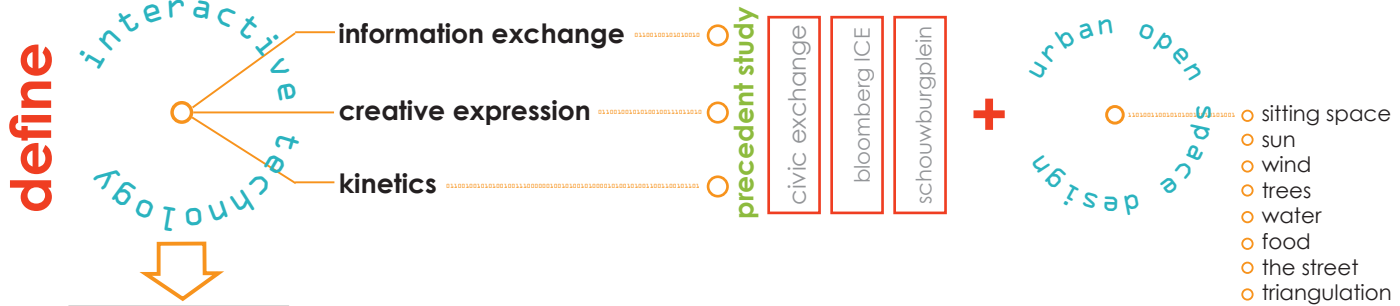 define
interactive technology
information exchange
creative expression
kinetics
precedent study
civic exchange
bloomberg ICE
schouwburgplein
+
urban open space design
sitting space
sun
wind
trees
water
food
the street
triangulation